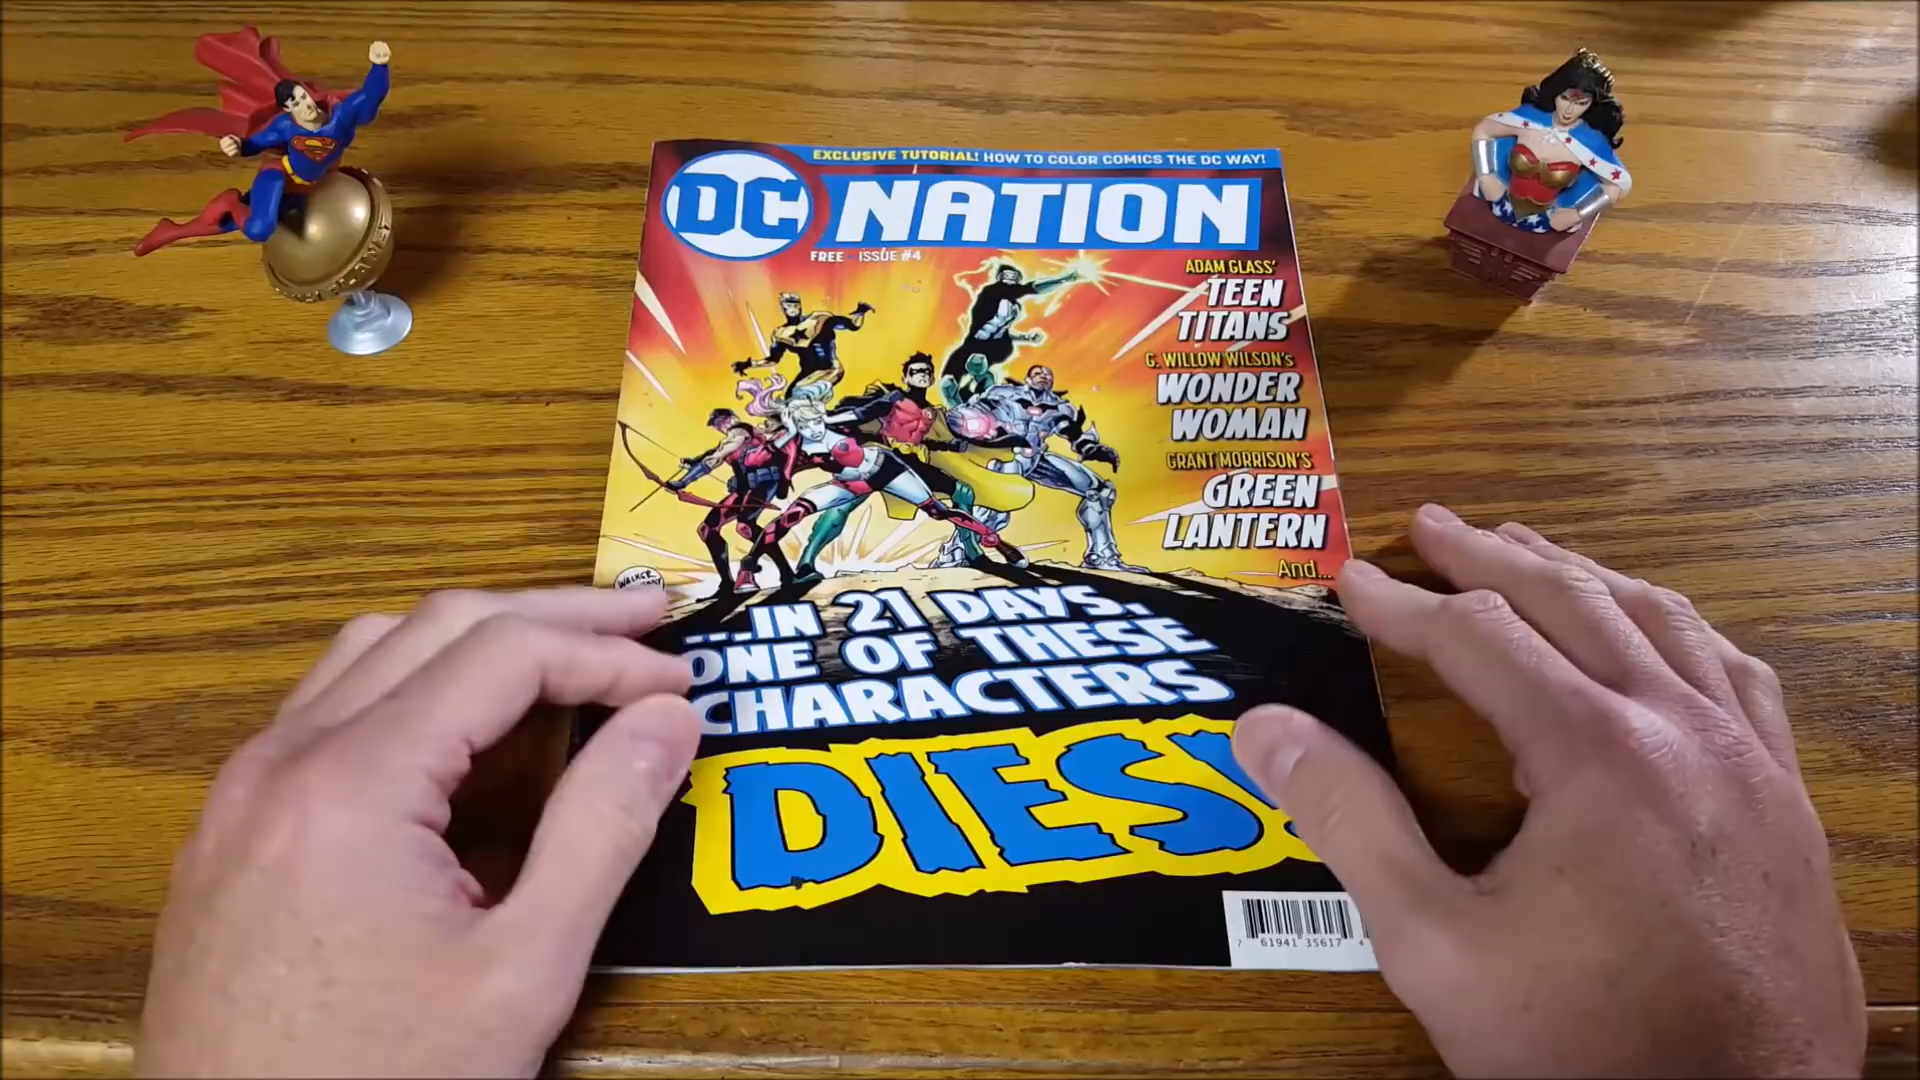 EXCLUSIVE TUTORIAL! HOW TO COLOR COMICS THE DC WAY!
DC NATION
FREE - ISSUE #4
ADAM GLASS'
TEEN
TITANS
G. WILLOW WILSON'S
WONDER
WOMAN
GRANT MORRISON'S
GREEN
LANTERN
And...
WALKER
...IN 21 DAYS,
ONE OF THESE
CHARACTERS
DIES!
7 61941 35617 4